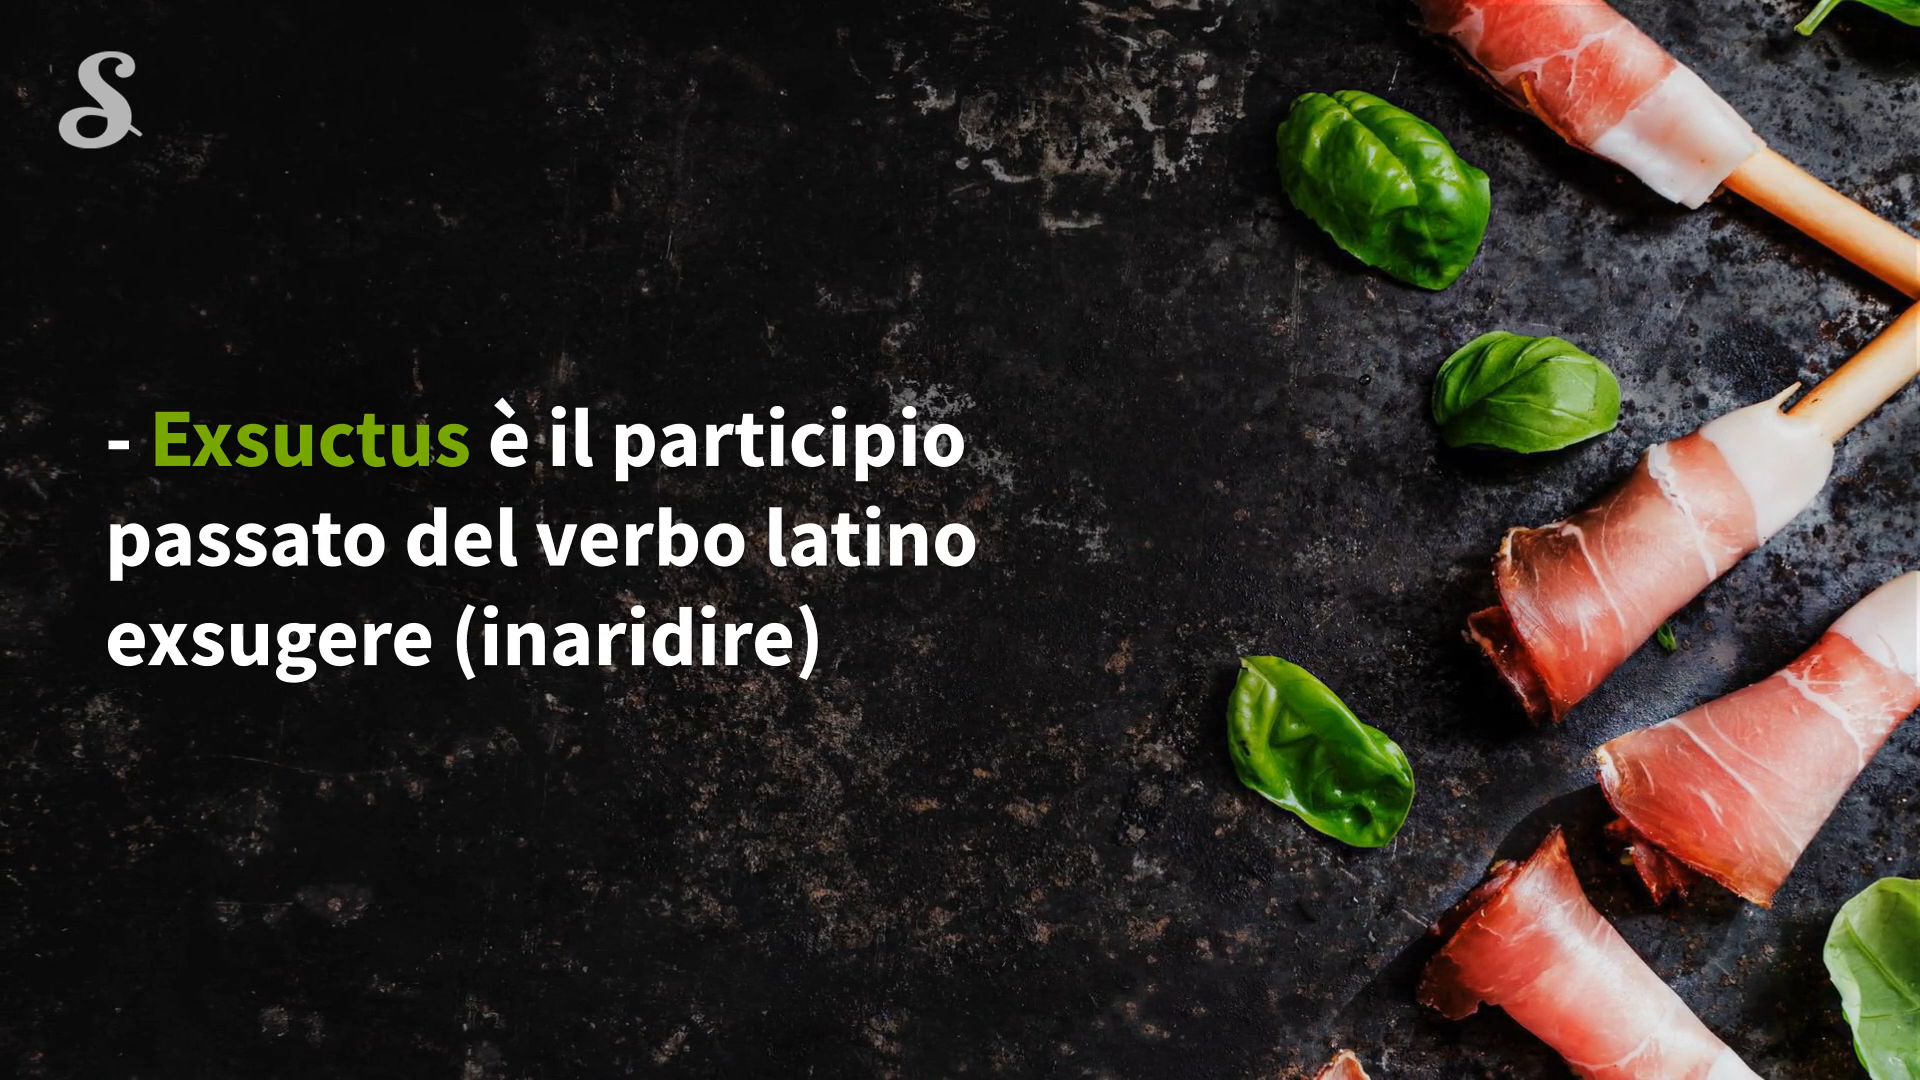 - Exsuctus è il participio
passato del verbo latino
exsugere (inaridire)